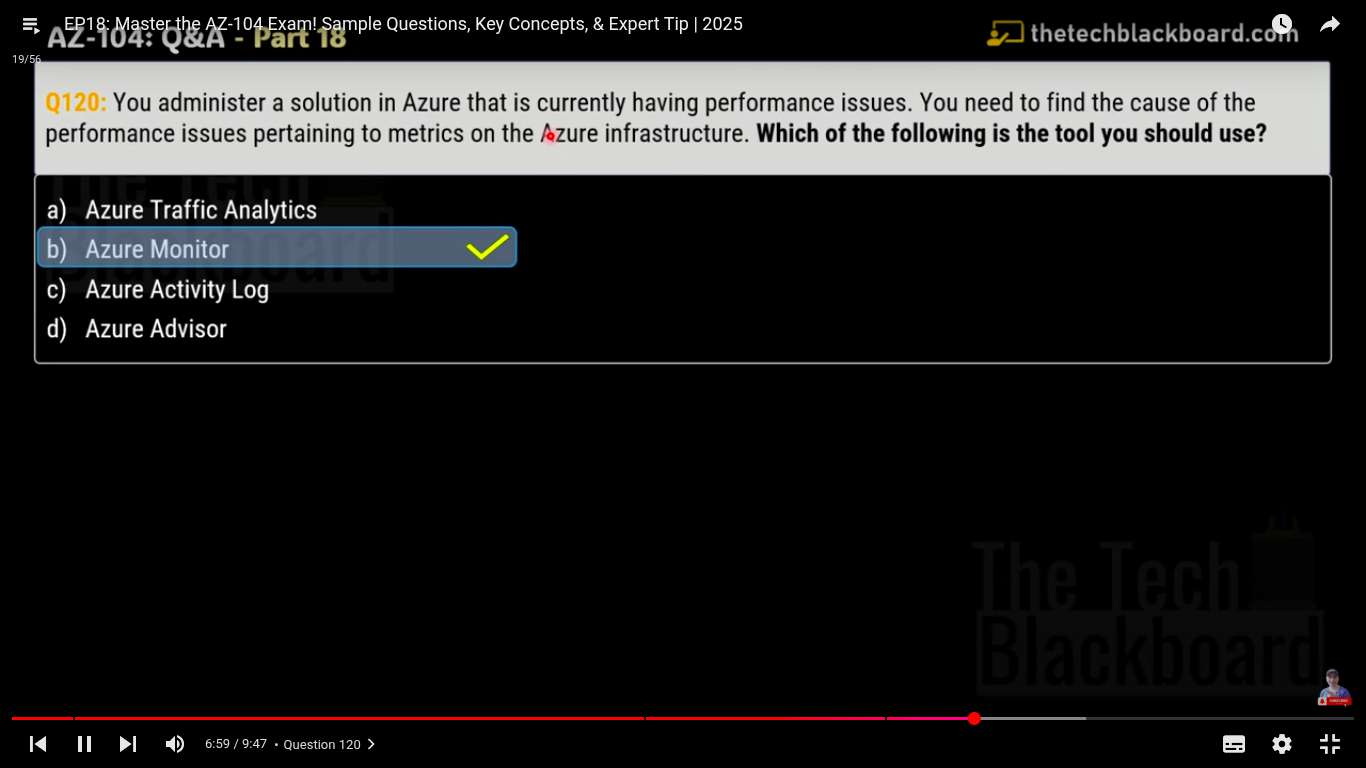 EP18: Master the AZ-104 Exam! Sample Questions, Key Concepts, & Expert Tip | 2025
AZ-104: Q&A - Part 18
thetechblackboard.com
19/56
Q120: You administer a solution in Azure that is currently having performance issues. You need to find the cause of the
performance issues pertaining to metrics on the Azure infrastructure. Which of the following is the tool you should use?
The Tech
Blackboard
a) Azure Traffic Analytics
b) Azure Monitor
c) Azure Activity Log
d) Azure Advisor
The Tech
Blackboard
6:59 / 9:47 • Question 120